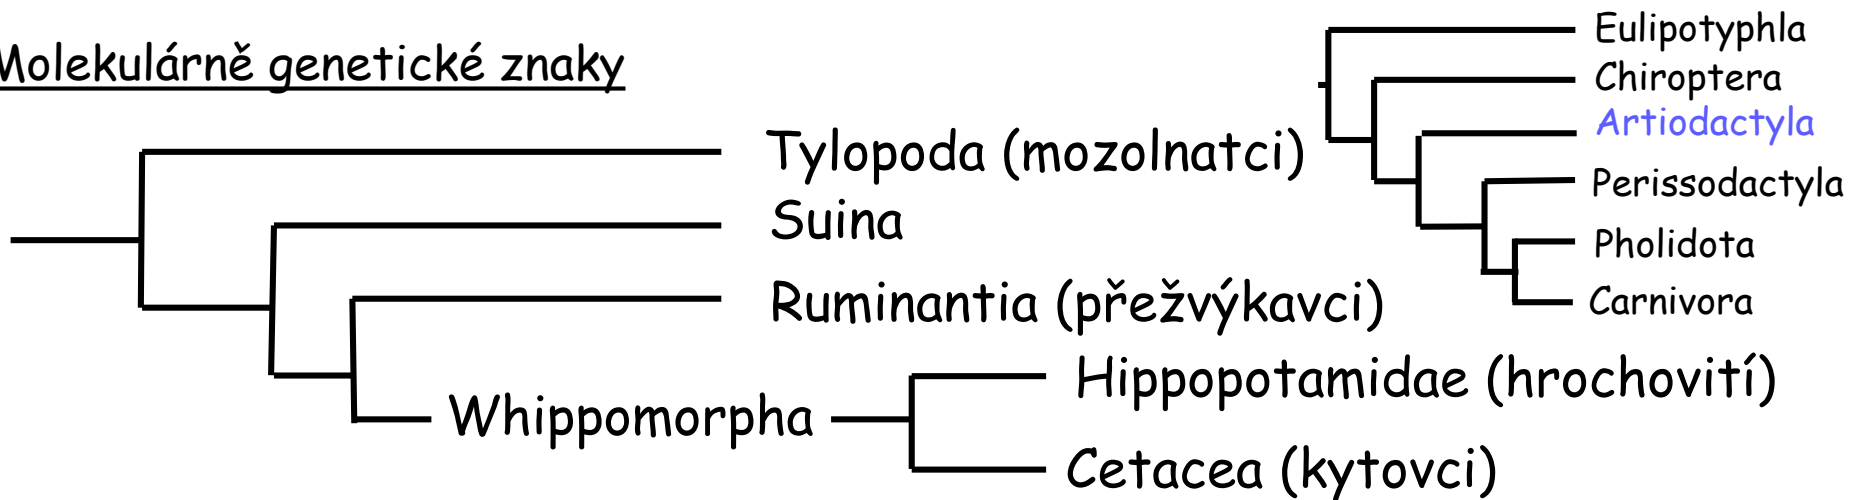 Molekulárně genetické znaky
Tylopoda (mozolnatci)
Suina
Ruminantia (přežvýkavci)
Whippomorpha
Hippopotamidae (hrochovití)
Cetacea (kytovci)
Eulipotyphla
Chiroptera
Artiodactyla
Perissodactyla
Pholidota
Carnivora